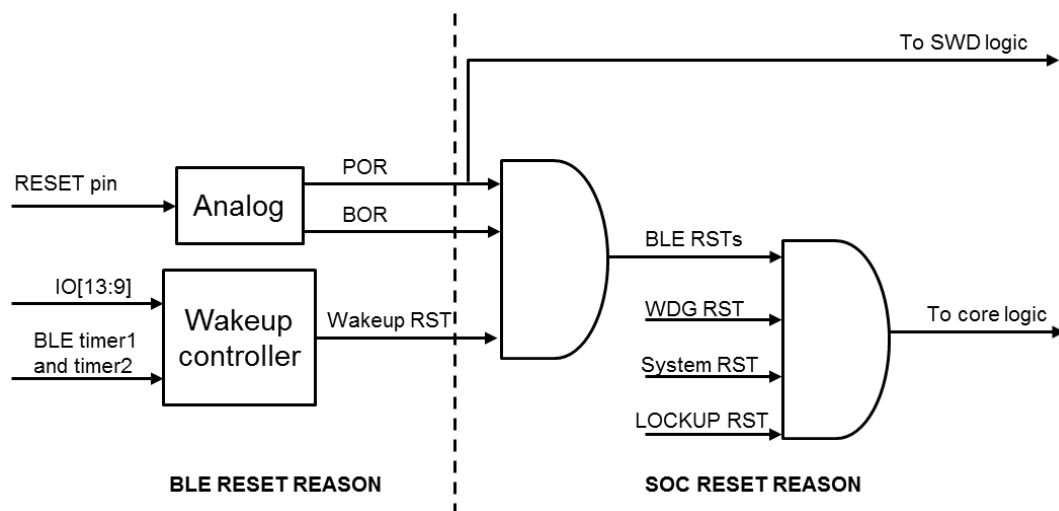 To SWD logic
POR
RESET pin
Analog
BOR
BLE RSTs
IO[13:9]
Wakeup
controller
Wakeup RST
WDG RST
To core logic
BLE timer1
and timer2
System RST
LOCKUP RST
BLE RESET REASON
SOC RESET REASON